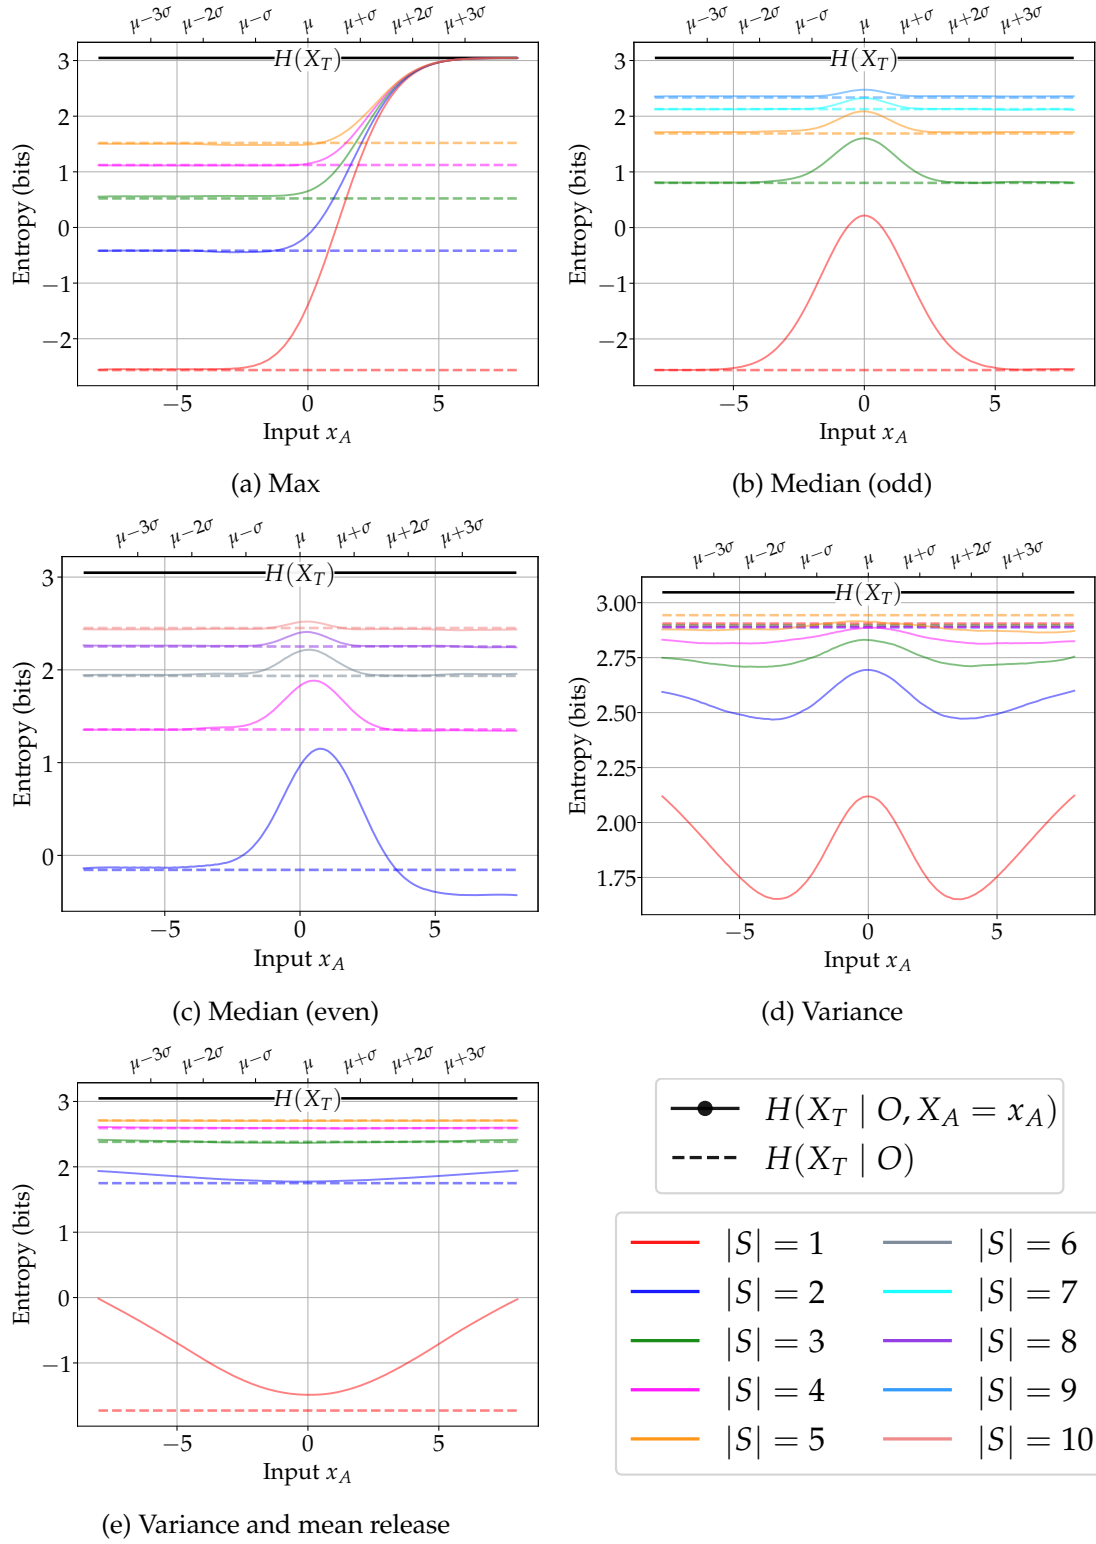 μ−3σ μ−2σ μ−σ μ μ+σ μ+2σ μ+3σ
H(X_T)
3
2
1
0
−1
−2
Entropy (bits)
−5 0 5
Input x_A
(a) Max
μ−3σ μ−2σ μ−σ μ μ+σ μ+2σ μ+3σ
H(X_T)
3
2
1
0
−1
−2
Entropy (bits)
−5 0 5
Input x_A
(b) Median (odd)
μ−3σ μ−2σ μ−σ μ μ+σ μ+2σ μ+3σ
H(X_T)
3
2
1
0
Entropy (bits)
−5 0 5
Input x_A
(c) Median (even)
μ−3σ μ−2σ μ−σ μ μ+σ μ+2σ μ+3σ
H(X_T)
3.00
2.75
2.50
2.25
2.00
1.75
Entropy (bits)
−5 0 5
Input x_A
(d) Variance
μ−3σ μ−2σ μ−σ μ μ+σ μ+2σ μ+3σ
H(X_T)
3
2
1
0
−1
Entropy (bits)
−5 0 5
Input x_A
(e) Variance and mean release
H(X_T | O, X_A = x_A)
H(X_T | O)
|S| = 1 |S| = 6
|S| = 2 |S| = 7
|S| = 3 |S| = 8
|S| = 4 |S| = 9
|S| = 5 |S| = 10